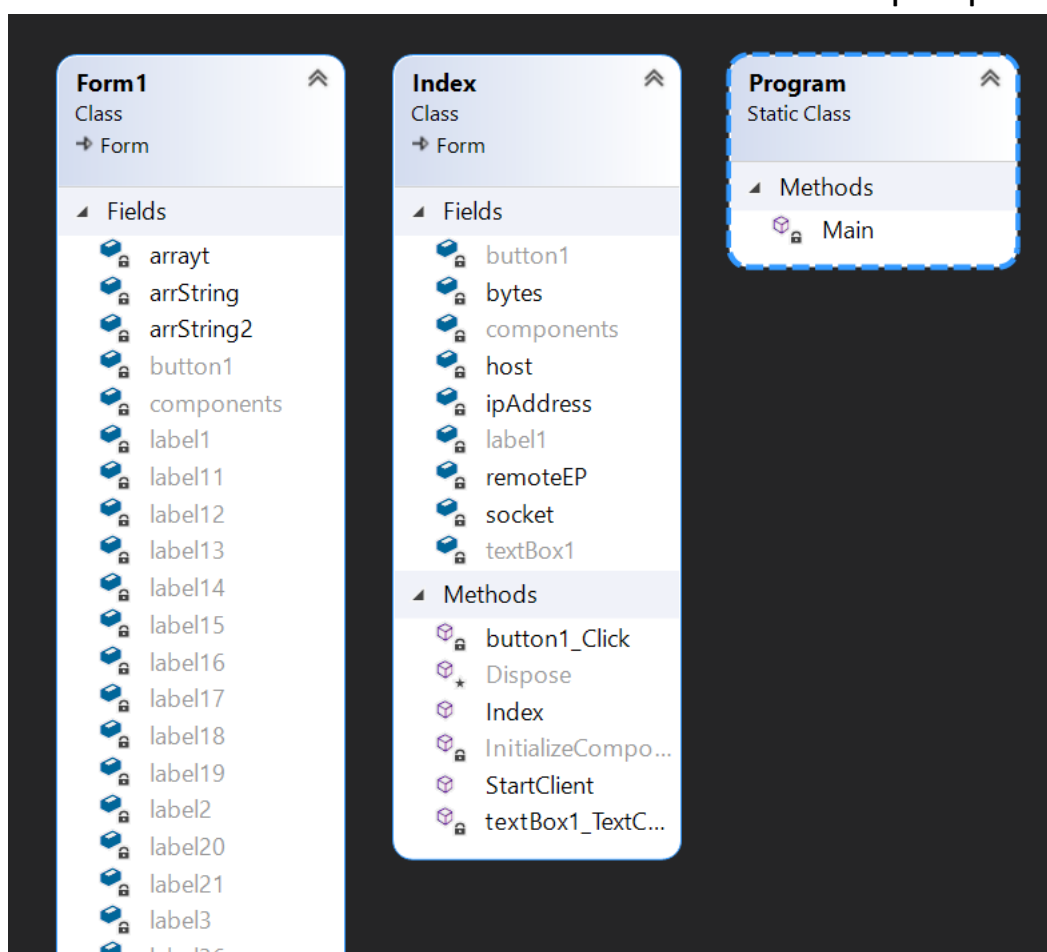 Form1
Class
Form
Fields
arrayt
arrString
arrString2
button1
components
label1
label11
label12
label13
label14
label15
label16
label17
label18
label19
label2
label20
label21
label3
Index
Class
Form
Fields
button1
bytes
components
host
ipAddress
label1
remoteEP
socket
textBox1
Methods
button1_Click
Dispose
Index
InitializeCompo...
StartClient
textBox1_TextC...
Program
Static Class
Methods
Main